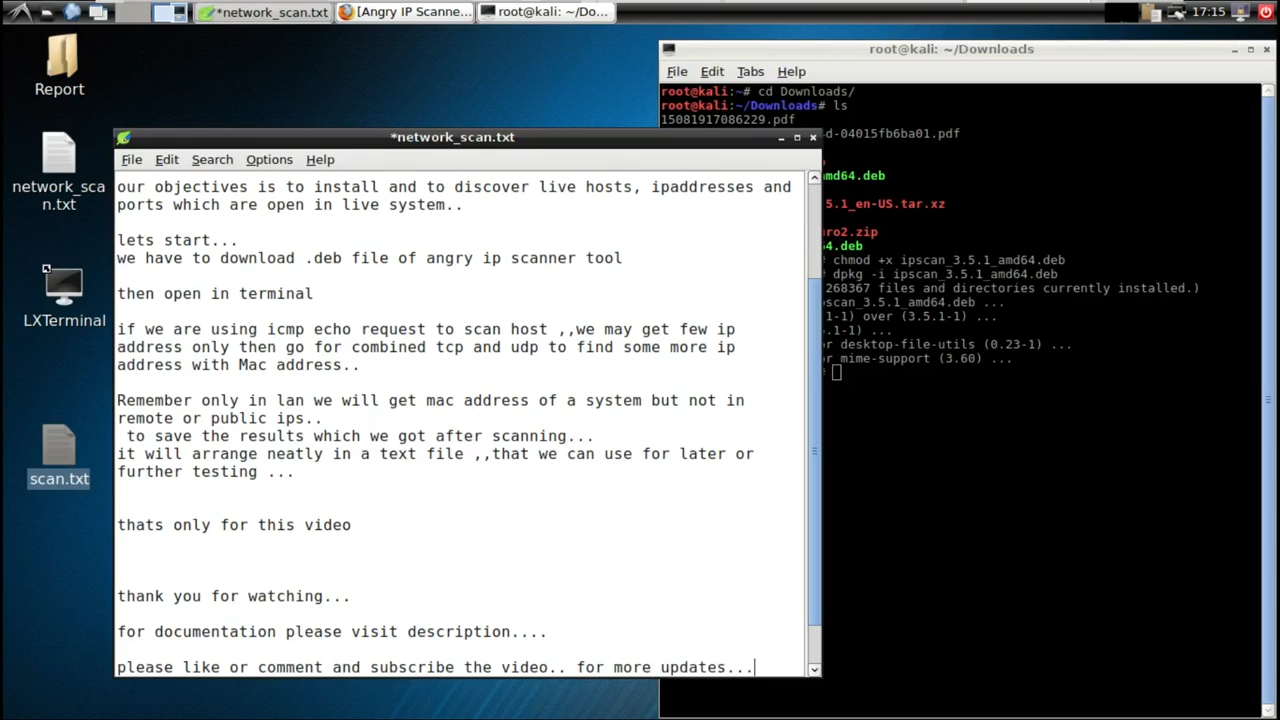 *network_scan.txt
[Angry IP Scanne...
root@kali: ~/Do...
17:15
Report
network_sca
n.txt
LXTerminal
scan.txt
*network_scan.txt
File Edit Search Options Help
our objectives is to install and to discover live hosts, ipaddresses and
ports which are open in live system..
lets start...
we have to download .deb file of angry ip scanner tool
then open in terminal
if we are using icmp echo request to scan host ,,we may get few ip
address only then go for combined tcp and udp to find some more ip
address with Mac address..
Remember only in lan we will get mac address of a system but not in
remote or public ips..
to save the results which we got after scanning...
it will arrange neatly in a text file ,,that we can use for later or
further testing ...
thats only for this video
thank you for watching...
for documentation please visit description....
please like or comment and subscribe the video.. for more updates...
root@kali: ~/Downloads
File Edit Tabs Help
root@kali:~# cd Downloads/
root@kali:~/Downloads# ls
15081917086229.pdf
d-04015fb6ba01.pdf
amd64.deb
5.1_en-US.tar.xz
ro2.zip
64.deb
# chmod +x ipscan_3.5.1_amd64.deb
# dpkg -i ipscan_3.5.1_amd64.deb
268367 files and directories currently installed.)
pscan_3.5.1_amd64.deb ...
1-1) over (3.5.1-1) ...
.1-1) ...
or desktop-file-utils (0.23-1) ...
or mime-support (3.60) ...
#